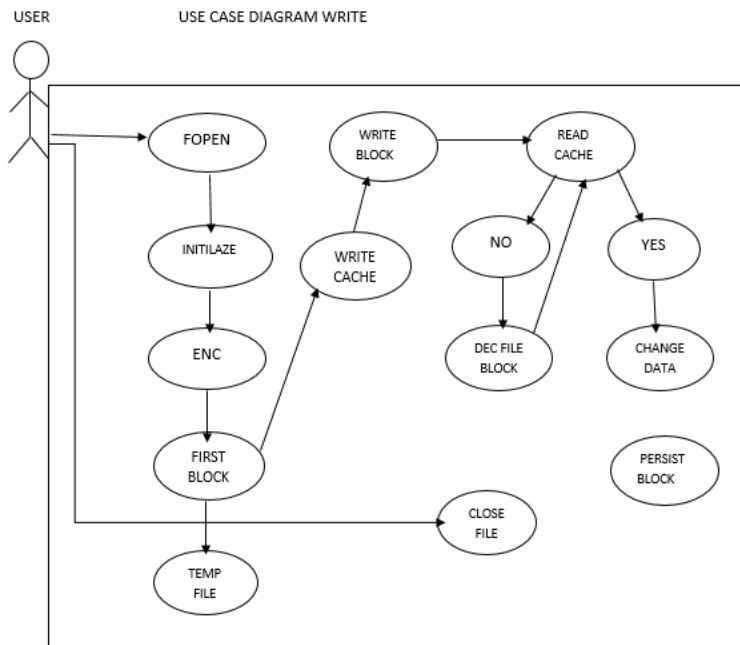 USER
USE CASE DIAGRAM WRITE
FOPEN
INITILAZE
ENC
FIRST
BLOCK
TEMP
FILE
WRITE
CACHE
WRITE
BLOCK
READ
CACHE
NO
DEC FILE
BLOCK
YES
CHANGE
DATA
PERSIST
BLOCK
CLOSE
FILE